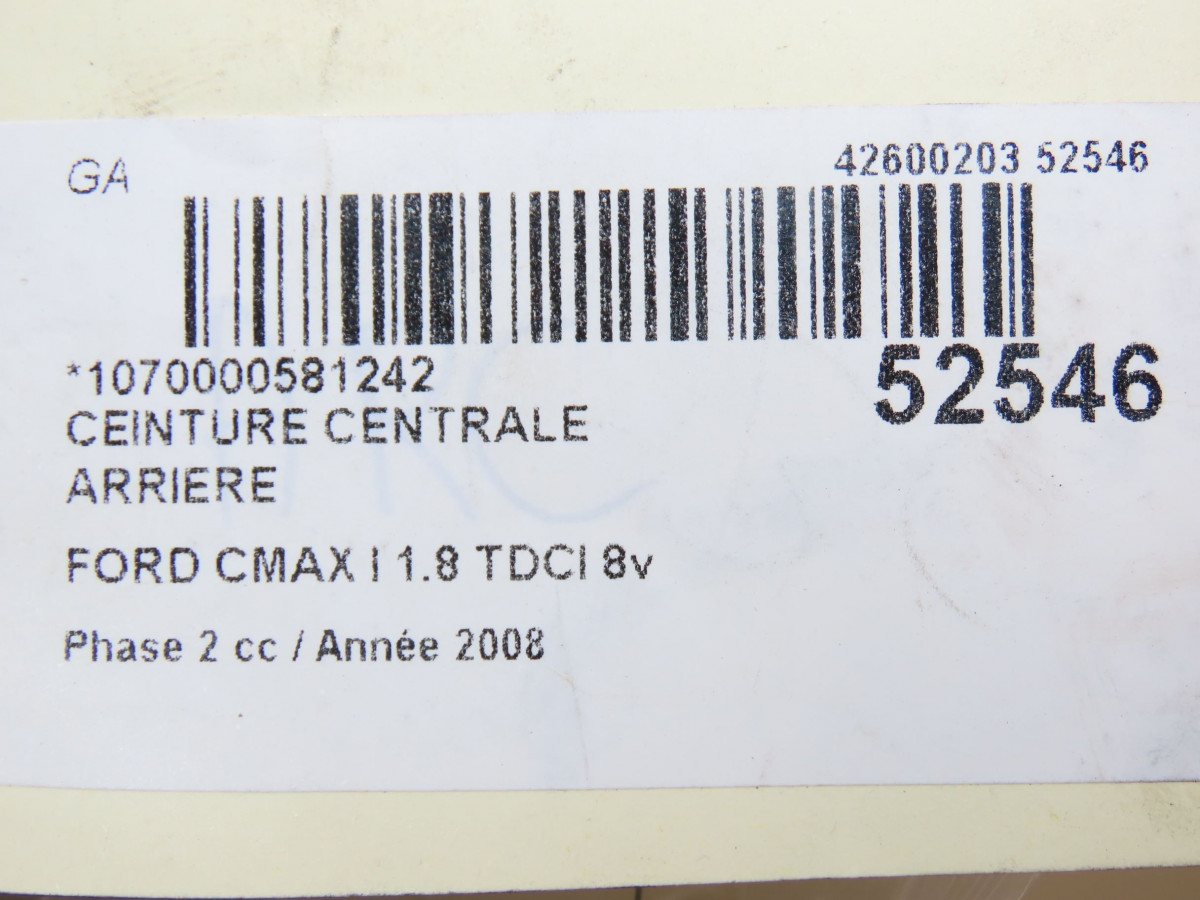 GA
42600203 52546
*1070000581242
52546
CEINTURE CENTRALE
ARRIERE
FORD CMAX I 1.8 TDCI 8v
Phase 2 cc / Année 2008